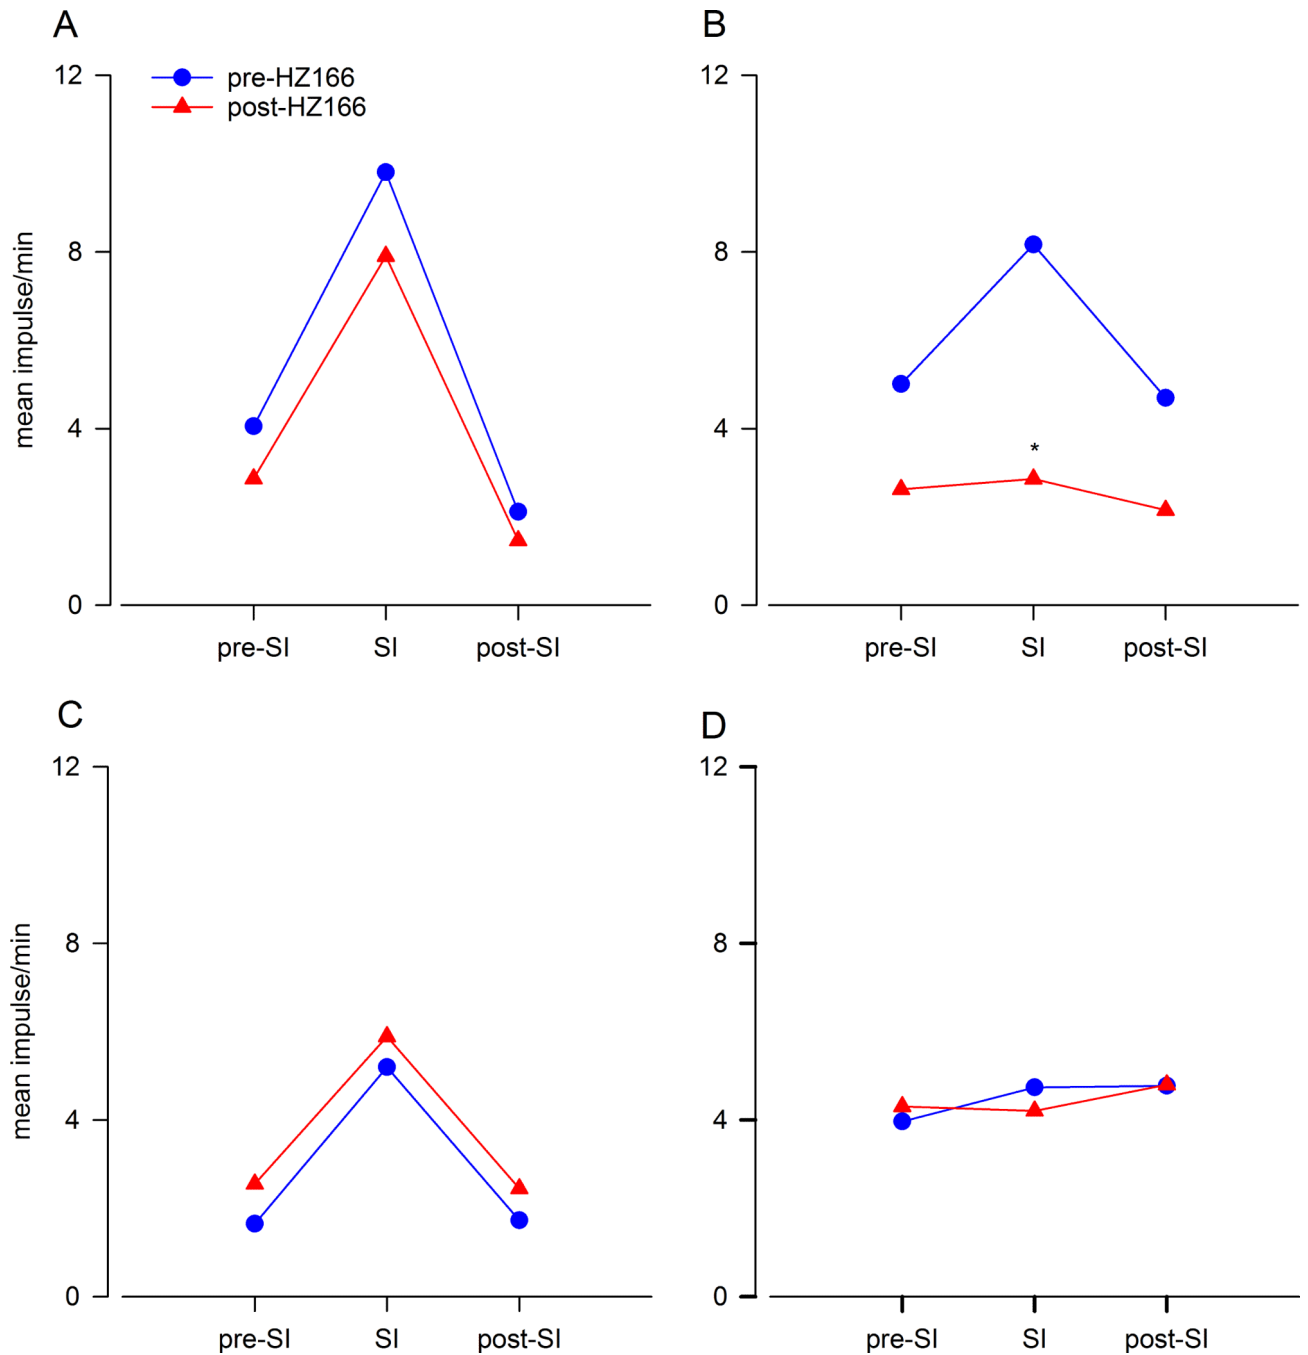 A
pre-HZ166
post-HZ166
12
8
4
0
mean impulse/min
pre-SI SI post-SI
B
12
8
4
0
*
pre-SI SI post-SI
C
12
8
4
0
mean impulse/min
pre-SI SI post-SI
D
12
8
4
0
pre-SI SI post-SI